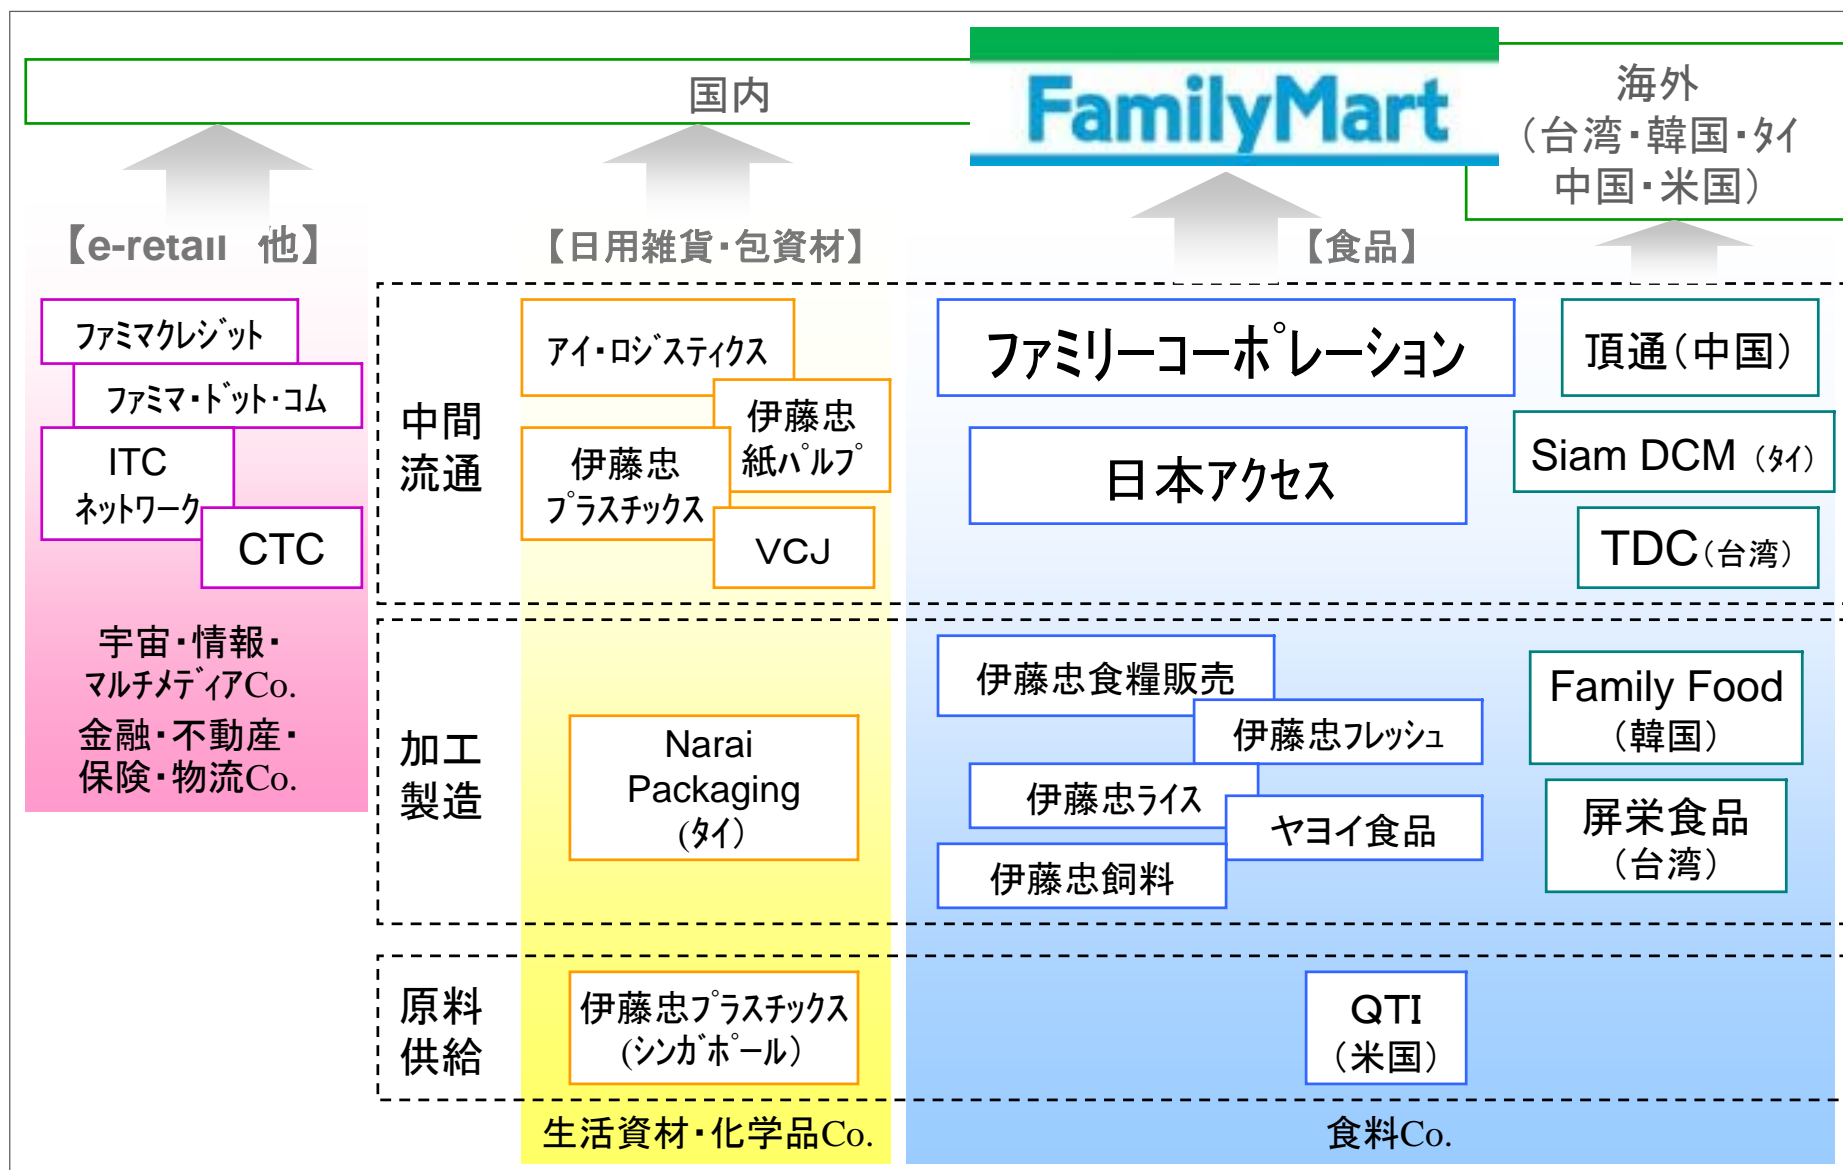 国内
FamilyMart
海外
（台湾・韓国・ﾀｲ
中国・米国）
【e-retail 他】
【日用雑貨・包資材】
【食品】
ﾌｧﾐﾏｸﾚｼﾞｯﾄ
ﾌｧﾐﾏ・ﾄﾞｯﾄ・ｺﾑ
ITC
ﾈｯﾄﾜｰｸ
CTC
宇宙・情報・
ﾏﾙﾁﾒﾃﾞｨｱCo.
金融・不動産・
保険・物流Co.
中間
流通
アイ・ロジスティクス
伊藤忠
紙ﾊﾟﾙﾌﾟ
伊藤忠
ﾌﾟﾗｽﾁｯｸｽ
VCJ
ファミリーコーポレーション
日本アクセス
頂通（中国）
Siam DCM（ﾀｲ）
TDC（台湾）
加工
製造
Narai
Packaging
(ﾀｲ）
伊藤忠食糧販売
伊藤忠ﾌﾚｯｼｭ
伊藤忠ﾗｲｽ
ヤヨイ食品
伊藤忠飼料
Family Food
（韓国）
屏栄食品
（台湾）
原料
供給
伊藤忠ﾌﾟﾗｽﾁｯｸｽ
(ｼﾝｶﾞﾎﾟｰﾙ）
QTI
（米国）
生活資材・化学品Co.
食料Co.